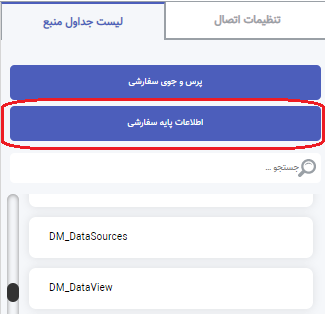 تنظیمات اتصال
لیست جداول منبع
پرس و جوی سفارشی
اطلاعات پایه سفارشی
جستجو ...
DM_DataSources
DM_DataView